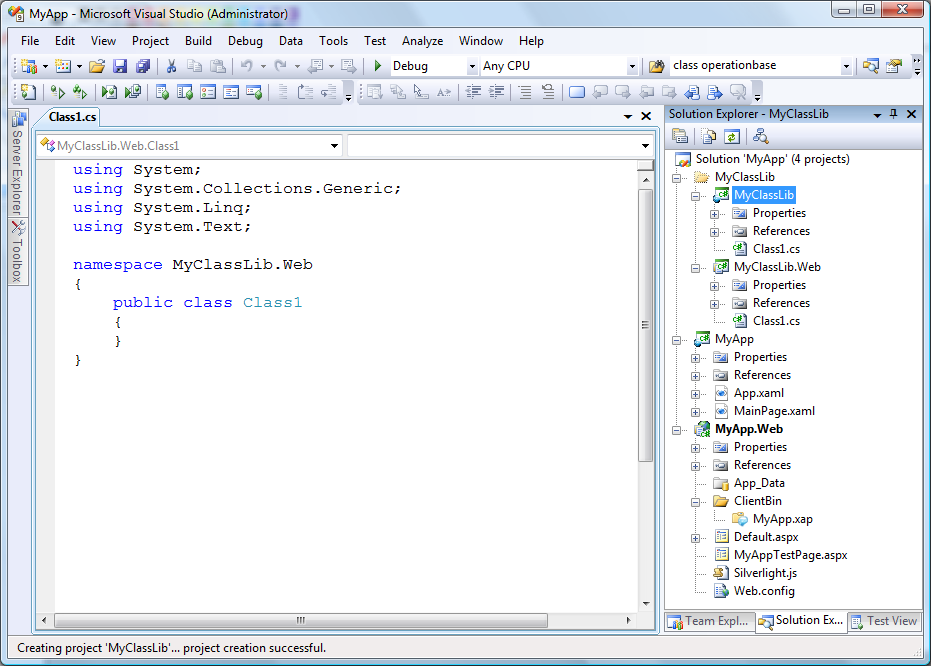 MyApp - Microsoft Visual Studio (Administrator)
File Edit View Project Build Debug Data Tools Test Analyze Window Help
Debug Any CPU class operationbase
Server Explorer
Toolbox
Class1.cs
MyClassLib.Web.Class1
using System;
using System.Collections.Generic;
using System.Linq;
using System.Text;
namespace MyClassLib.Web
{
public class Class1
{
}
}
Solution Explorer - MyClassLib
Solution 'MyApp' (4 projects)
MyClassLib
MyClassLib
Properties
References
Class1.cs
MyClassLib.Web
Properties
References
Class1.cs
MyApp
Properties
References
App.xaml
MainPage.xaml
MyApp.Web
Properties
References
App_Data
ClientBin
MyApp.xap
Default.aspx
MyAppTestPage.aspx
Silverlight.js
Web.config
Team Expl... Solution Ex... Test View
Creating project 'MyClassLib'... project creation successful.